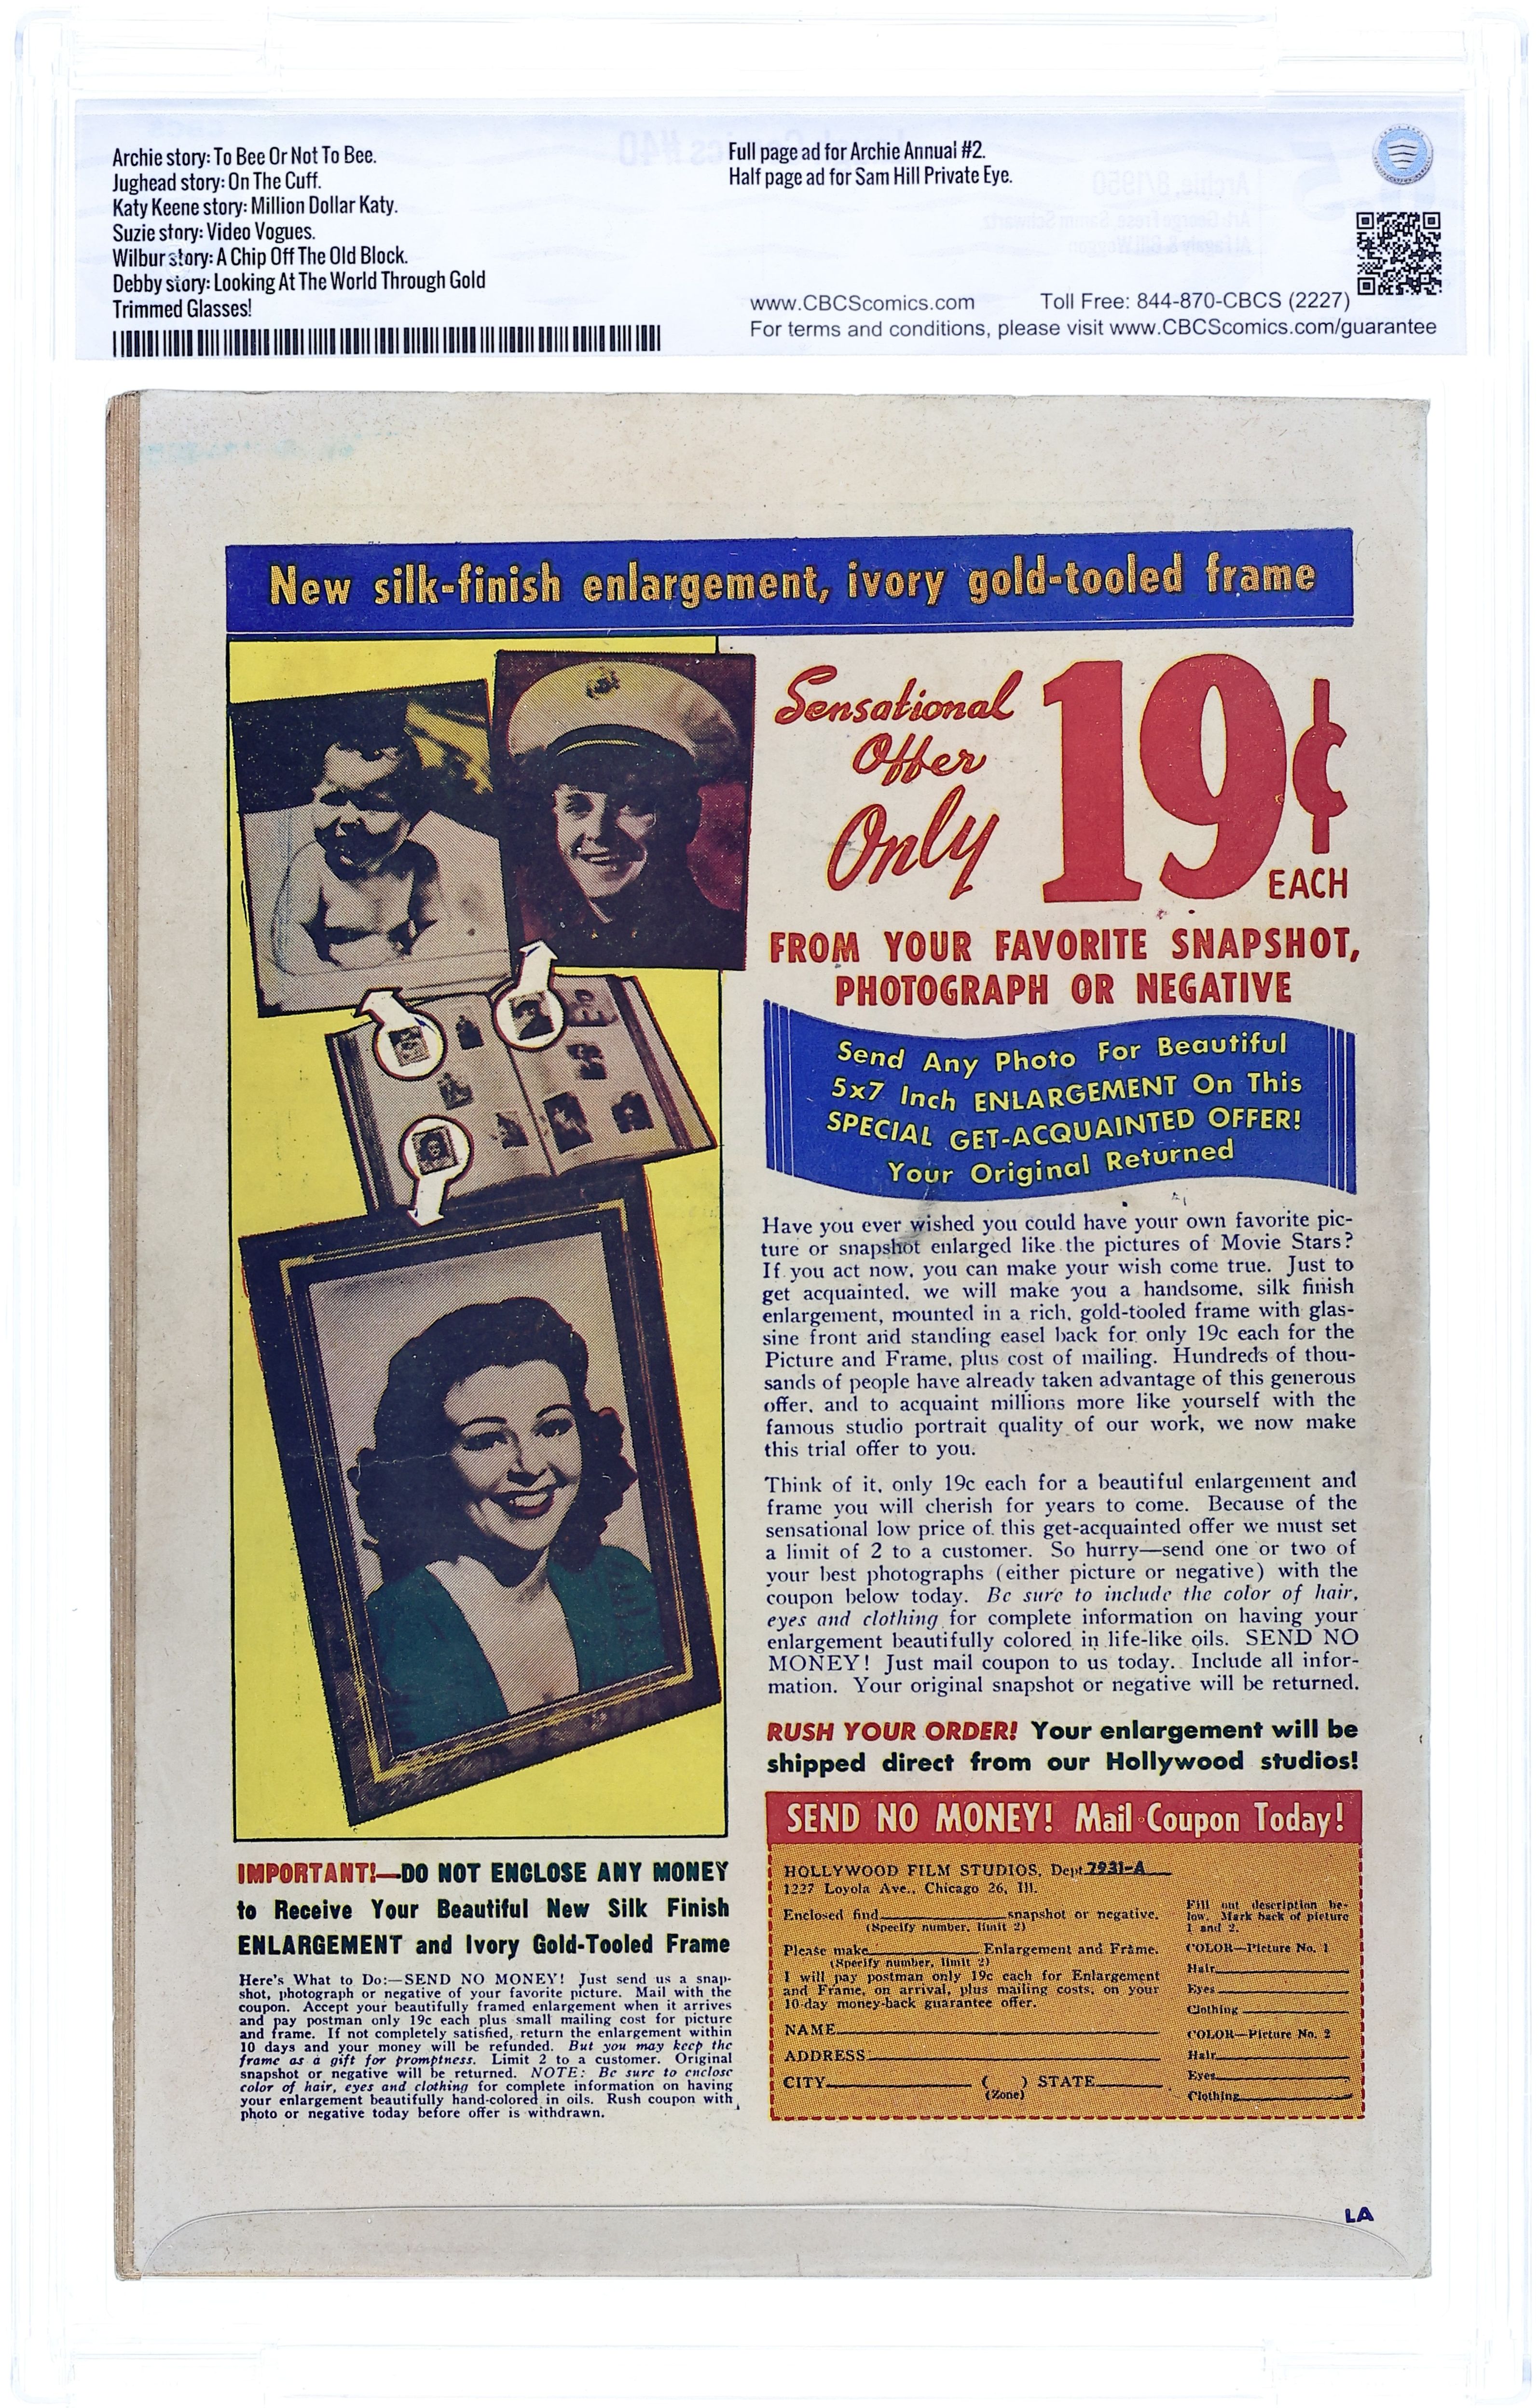 Archie story: To Bee Or Not To Bee.
Jughead story: On The Cuff.
Katy Keene story: Million Dollar Katy.
Suzie story: Video Vogues.
Wilbur story: A Chip Off The Old Block.
Debby story: Looking At The World Through Gold
Trimmed Glasses!
Full page ad for Archie Annual #2.
Half page ad for Sam Hill Private Eye.
www.CBCScomics.com Toll Free: 844-870-CBCS (2227)
For terms and conditions, please visit www.CBCScomics.com/guarantee
New silk-finish enlargement, ivory gold-tooled frame
Sensational
Offer
Only
19¢
EACH
FROM YOUR FAVORITE SNAPSHOT,
PHOTOGRAPH OR NEGATIVE
Send Any Photo For Beautiful
5x7 Inch ENLARGEMENT On This
SPECIAL GET-ACQUAINTED OFFER!
Your Original Returned
Have you ever wished you could have your own favorite pic-
ture or snapshot enlarged like the pictures of Movie Stars?
If you act now, you can make your wish come true. Just to
get acquainted, we will make you a handsome, silk finish
enlargement, mounted in a rich, gold-tooled frame with glas-
sine front and standing easel back for only 19c each for the
Picture and Frame, plus cost of mailing. Hundreds of thou-
sands of people have already taken advantage of this generous
offer, and to acquaint millions more like yourself with the
famous studio portrait quality of our work, we now make
this trial offer to you.
Think of it, only 19c each for a beautiful enlargement and
frame you will cherish for years to come. Because of the
sensational low price of this get-acquainted offer we must set
a limit of 2 to a customer. So hurry—send one or two of
your best photographs (either picture or negative) with the
coupon below today. Be sure to include the color of hair,
eyes and clothing for complete information on having your
enlargement beautifully colored in life-like oils. SEND NO
MONEY! Just mail coupon to us today. Include all infor-
mation. Your original snapshot or negative will be returned.
RUSH YOUR ORDER! Your enlargement will be
shipped direct from our Hollywood studios!
IMPORTANT!—DO NOT ENCLOSE ANY MONEY
to Receive Your Beautiful New Silk Finish
ENLARGEMENT and Ivory Gold-Tooled Frame
Here's What to Do:—SEND NO MONEY! Just send us a snap-
shot, photograph or negative of your favorite picture. Mail with the
coupon. Accept your beautifully framed enlargement when it arrives
and pay postman only 19c each plus small mailing cost for picture
and frame. If not completely satisfied, return the enlargement within
10 days and your money will be refunded. But you may keep the
frame as a gift for promptness. Limit 2 to a customer. Original
snapshot or negative will be returned. NOTE: Be sure to enclose
color of hair, eyes and clothing for complete information on having
your enlargement beautifully hand-colored in oils. Rush coupon with
photo or negative today before offer is withdrawn.
SEND NO MONEY! Mail Coupon Today!
HOLLYWOOD FILM STUDIOS, Dept. 7931-A
1227 Loyola Ave., Chicago 26, Ill.
Enclosed find snapshot or negative.
(Specify number, limit 2)
Please make Enlargement and Frame.
(Specify number, limit 2)
I will pay postman only 19c each for Enlargement
and Frame, on arrival, plus mailing costs, on your
10-day money-back guarantee offer.
NAME
ADDRESS
CITY ( ) STATE
(Zone)
Fill out description be-
low. Mark back of picture
1 and 2.
COLOR—Picture No. 1
Hair
Eyes
Clothing
COLOR—Picture No. 2
Hair
Eyes
Clothing
LA